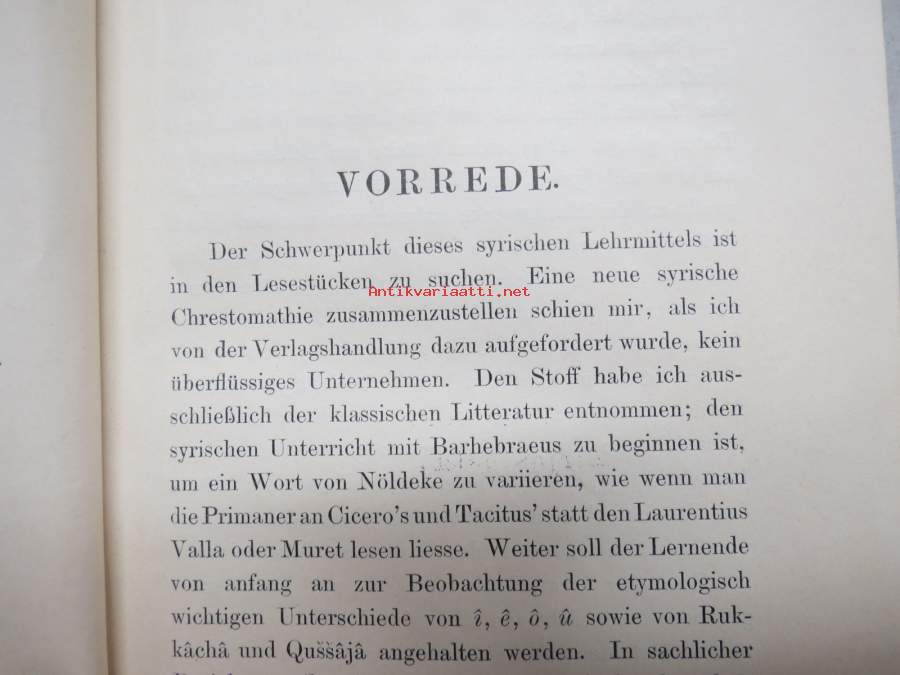 VORREDE.
Der Schwerpunkt dieses syrischen Lehrmittels ist
in den Lesestücken zu suchen. Eine neue syrische
Antikvariaatti.net
Chrestomathie zusammenzustellen schien mir, als ich
von der Verlagshandlung dazu aufgefordert wurde, kein
überflüssiges Unternehmen. Den Stoff habe ich aus-
schließlich der klassischen Litteratur entnommen; den
syrischen Unterricht mit Barhebraeus zu beginnen ist,
um ein Wort von Nöldeke zu variieren, wie wenn man
die Primaner an Cicero's und Tacitus' statt den Laurentius
Valla oder Muret lesen liesse. Weiter soll der Lernende
von anfang an zur Beobachtung der etymologisch
wichtigen Unterschiede von î, ê, ô, û sowie von Ruk-
kâchâ und Quššâjâ angehalten werden. In sachlicher